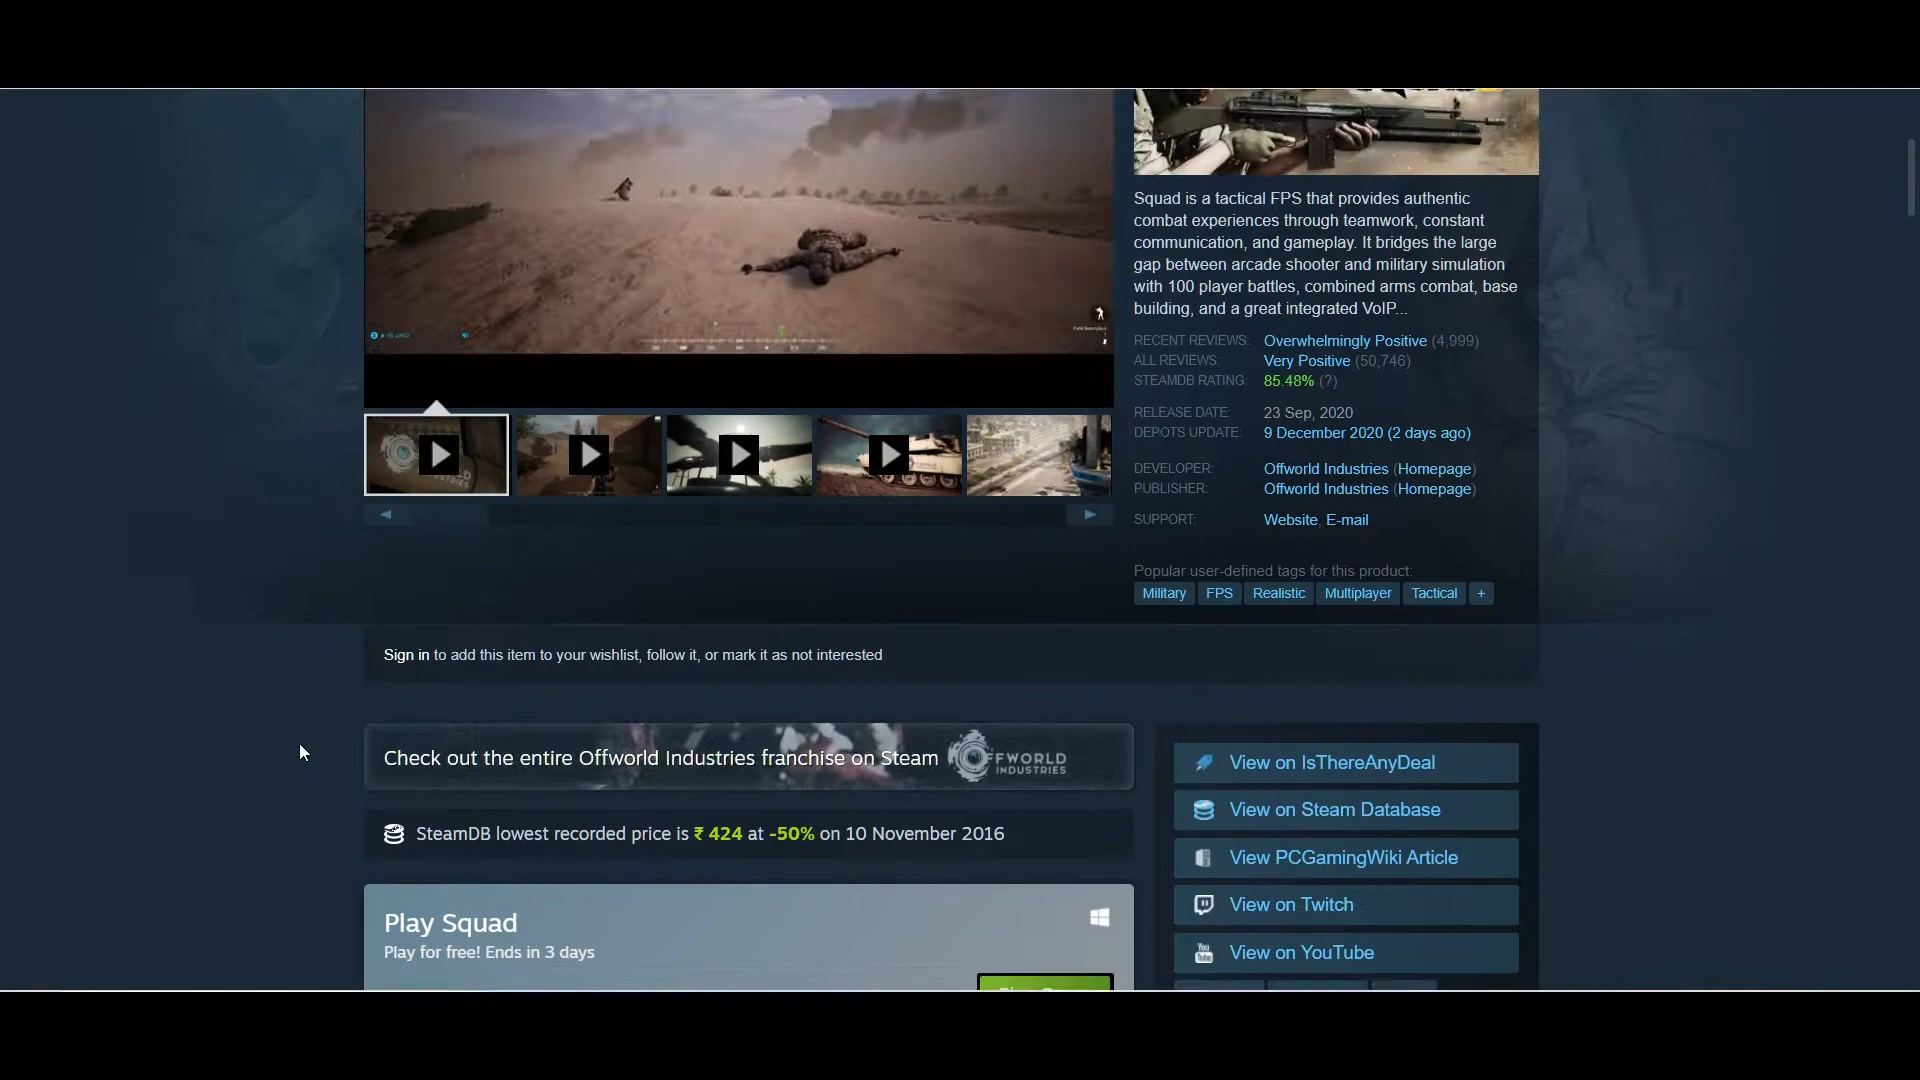 Squad is a tactical FPS that provides authentic
combat experiences through teamwork, constant
communication, and gameplay. It bridges the large
gap between arcade shooter and military simulation
with 100 player battles, combined arms combat, base
building, and a great integrated VoIP...
RECENT REVIEWS: Overwhelmingly Positive (4,999)
ALL REVIEWS: Very Positive (50,746)
STEAMDB RATING: 85.48% (?)
RELEASE DATE: 23 Sep, 2020
DEPOTS UPDATE: 9 December 2020 (2 days ago)
DEVELOPER: Offworld Industries (Homepage)
PUBLISHER: Offworld Industries (Homepage)
SUPPORT: Website, E-mail
Popular user-defined tags for this product:
Military FPS Realistic Multiplayer Tactical +
Sign in to add this item to your wishlist, follow it, or mark it as not interested
Check out the entire Offworld Industries franchise on Steam
OFFWORLD
INDUSTRIES
SteamDB lowest recorded price is ₹ 424 at -50% on 10 November 2016
Play Squad
Play for free! Ends in 3 days
View on IsThereAnyDeal
View on Steam Database
View PCGamingWiki Article
View on Twitch
You Tube View on YouTube